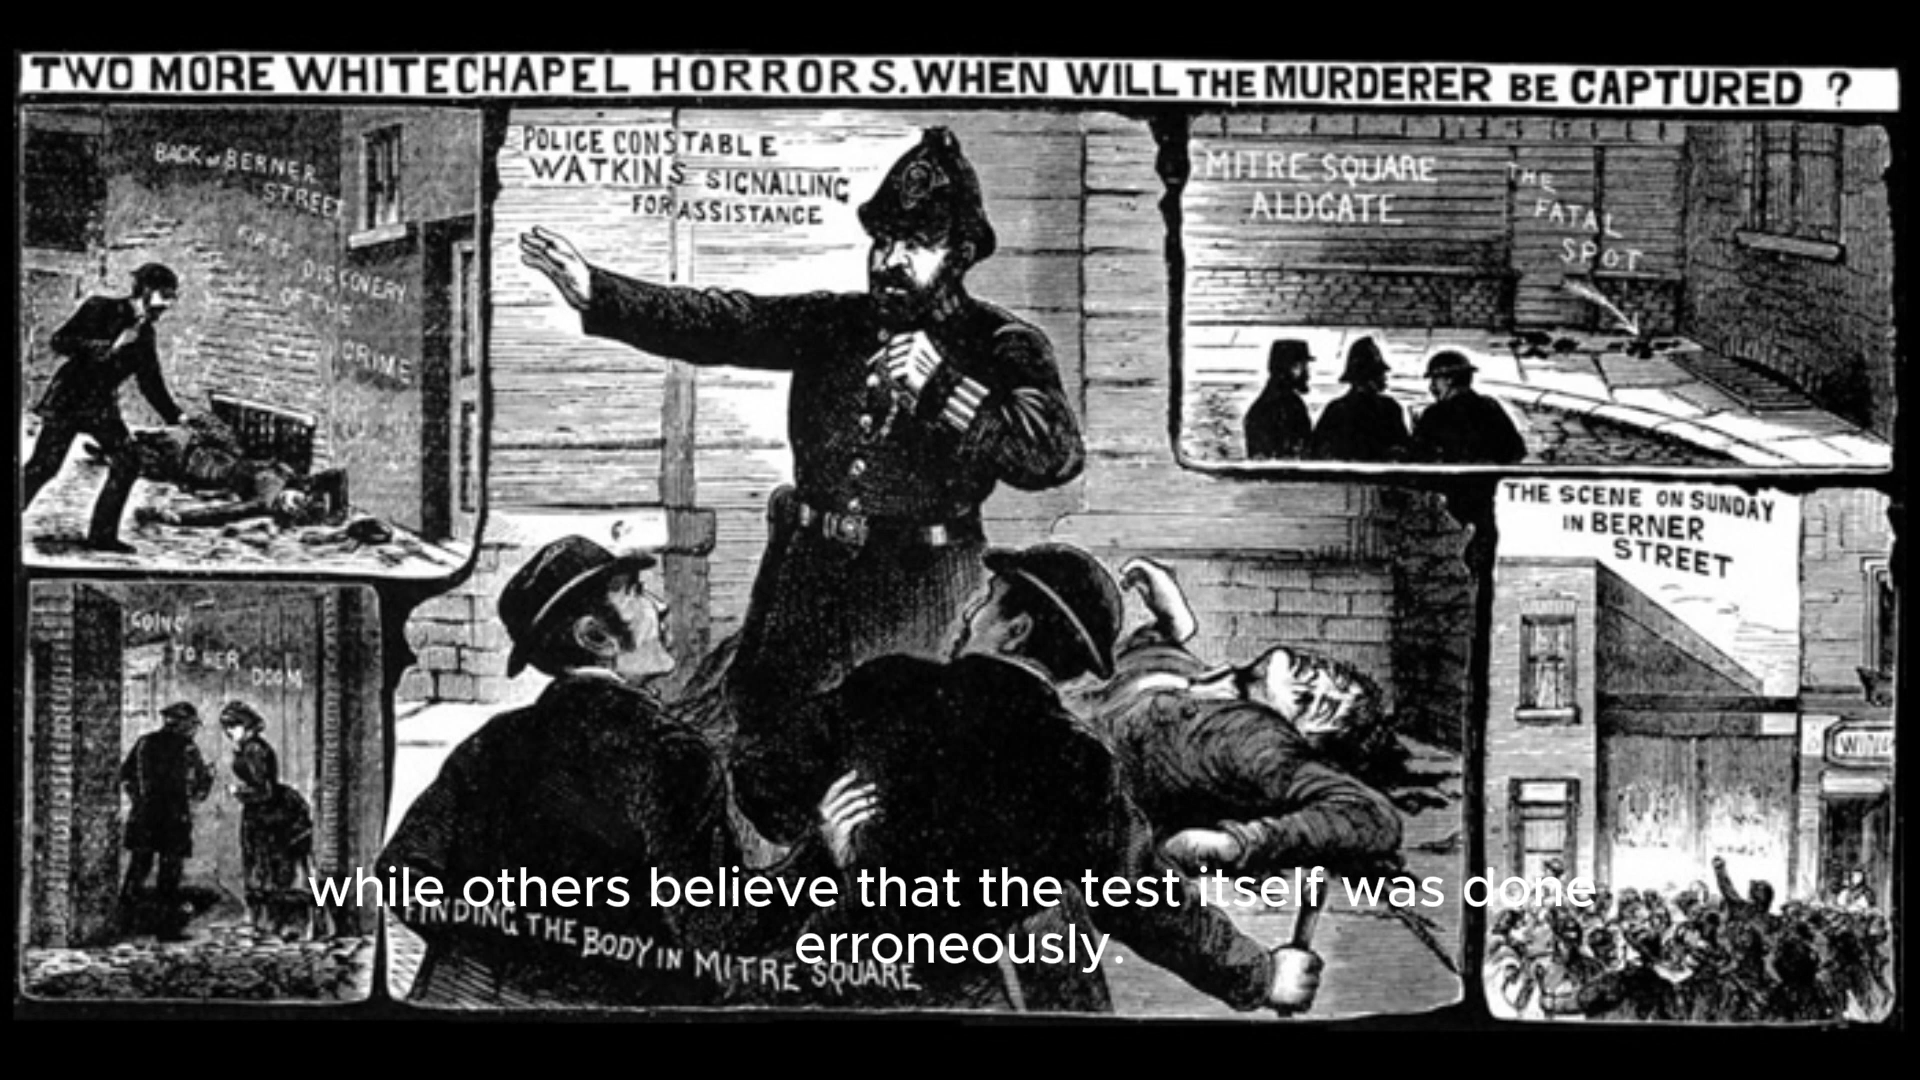 TWO MORE WHITECHAPEL HORRORS. WHEN WILL THE MURDERER BE CAPTURED ?
BACK OF BERNER
STREET
FIRST DISCOVERY
OF THE
CRIME
POLICE CONSTABLE
WATKINS SIGNALLING
FOR ASSISTANCE
MITRE SQUARE
ALDGATE
THE
FATAL
SPOT
GOING
TO HER
DOOM
THE SCENE ON SUNDAY
IN BERNER
STREET
FINDING THE BODY IN MITRE SQUARE
while others believe that the test itself was done
erroneously.